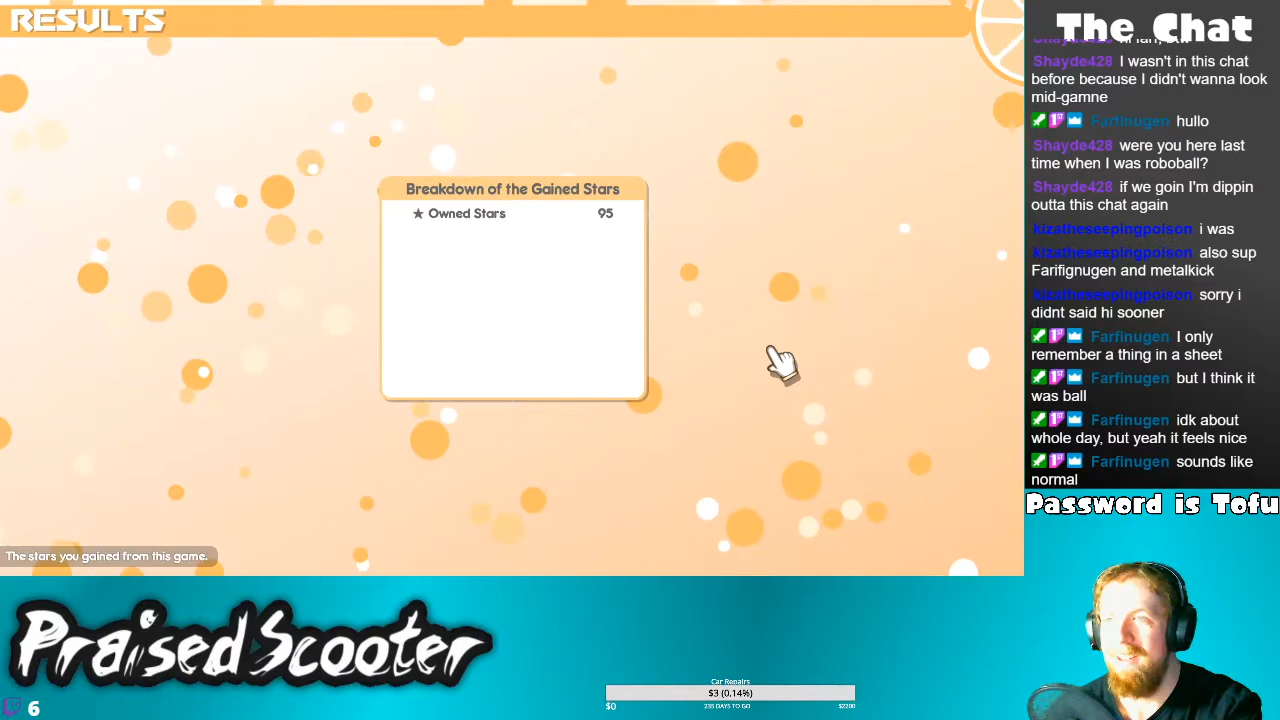 RESULTS
Breakdown of the Gained Stars
★ Owned Stars 95
The stars you gained from this game.
The Chat
Shayde428 I wasn't in this chat
before because I didn't wanna look
mid-gamne
Farfinugen hullo
Shayde428 were you here last
time when I was roboball?
Shayde428 if we goin I'm dippin
outta this chat again
kizatheseepingpoison i was
kizatheseepingpoison also sup
Farifignugen and metalkick
kizatheseepingpoison sorry i
didnt said hi sooner
Farfinugen I only
remember a thing in a sheet
Farfinugen but I think it
was ball
Farfinugen idk about
whole day, but yeah it feels nice
Farfinugen sounds like
normal
Password is Tofu
PraisedScooter
6
Car Repairs
$3 (0.14%)
$0 235 DAYS TO GO $2200